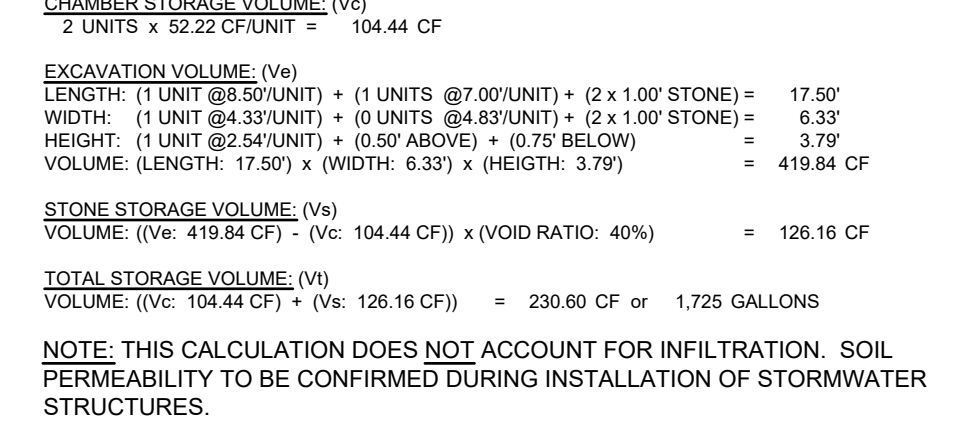 CHAMBER STORAGE VOLUME: (Vc)
2 UNITS x 52.22 CF/UNIT = 104.44 CF
EXCAVATION VOLUME: (Ve)
LENGTH: (1 UNIT @8.50'/UNIT) + (1 UNITS @7.00'/UNIT) + (2 x 1.00' STONE) = 17.50'
WIDTH: (1 UNIT @4.33'/UNIT) + (0 UNITS @4.83'/UNIT) + (2 x 1.00' STONE) = 6.33'
HEIGHT: (1 UNIT @2.54'/UNIT) + (0.50' ABOVE) + (0.75' BELOW) = 3.79'
VOLUME: (LENGTH: 17.50') x (WIDTH: 6.33') x (HEIGTH: 3.79') = 419.84 CF
STONE STORAGE VOLUME: (Vs)
VOLUME: ((Ve: 419.84 CF) - (Vc: 104.44 CF)) x (VOID RATIO: 40%) = 126.16 CF
TOTAL STORAGE VOLUME: (Vt)
VOLUME: ((Vc: 104.44 CF) + (Vs: 126.16 CF)) = 230.60 CF or 1,725 GALLONS
NOTE: THIS CALCULATION DOES NOT ACCOUNT FOR INFILTRATION. SOIL
PERMEABILITY TO BE CONFIRMED DURING INSTALLATION OF STORMWATER
STRUCTURES.